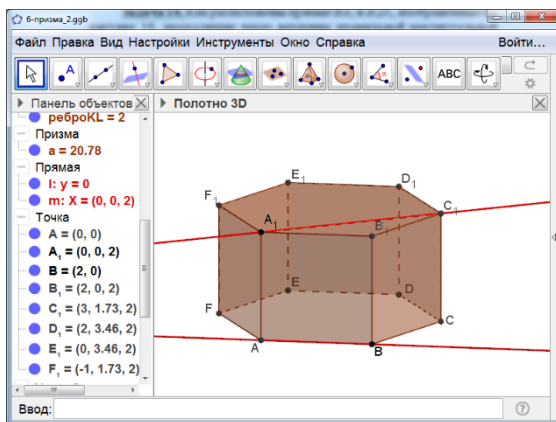 6-призма_2.ggb
Файл Правка Вид Настройки Инструменты Окно Справка Войти...
A ABC
Панель объектов Полотно 3D
реброKL = 2
Призма
a = 20.78
Прямая
l: y = 0
m: X = (0, 0, 2)
Точка
A = (0, 0)
A₁ = (0, 0, 2)
B = (2, 0)
B₁ = (2, 0, 2)
C₁ = (3, 1.73, 2)
D₁ = (2, 3.46, 2)
E₁ = (0, 3.46, 2)
F₁ = (-1, 1.73, 2)
E₁ D₁
F₁ C₁
A₁ B₁
E D
F C
A B
Ввод: